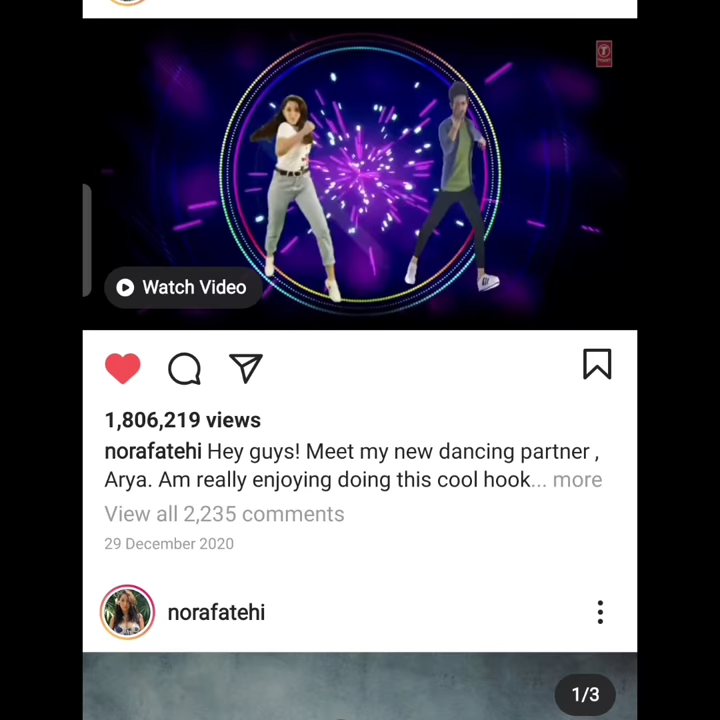 Watch Video
1,806,219 views
norafatehi Hey guys! Meet my new dancing partner ,
Arya. Am really enjoying doing this cool hook... more
View all 2,235 comments
29 December 2020
norafatehi
1/3